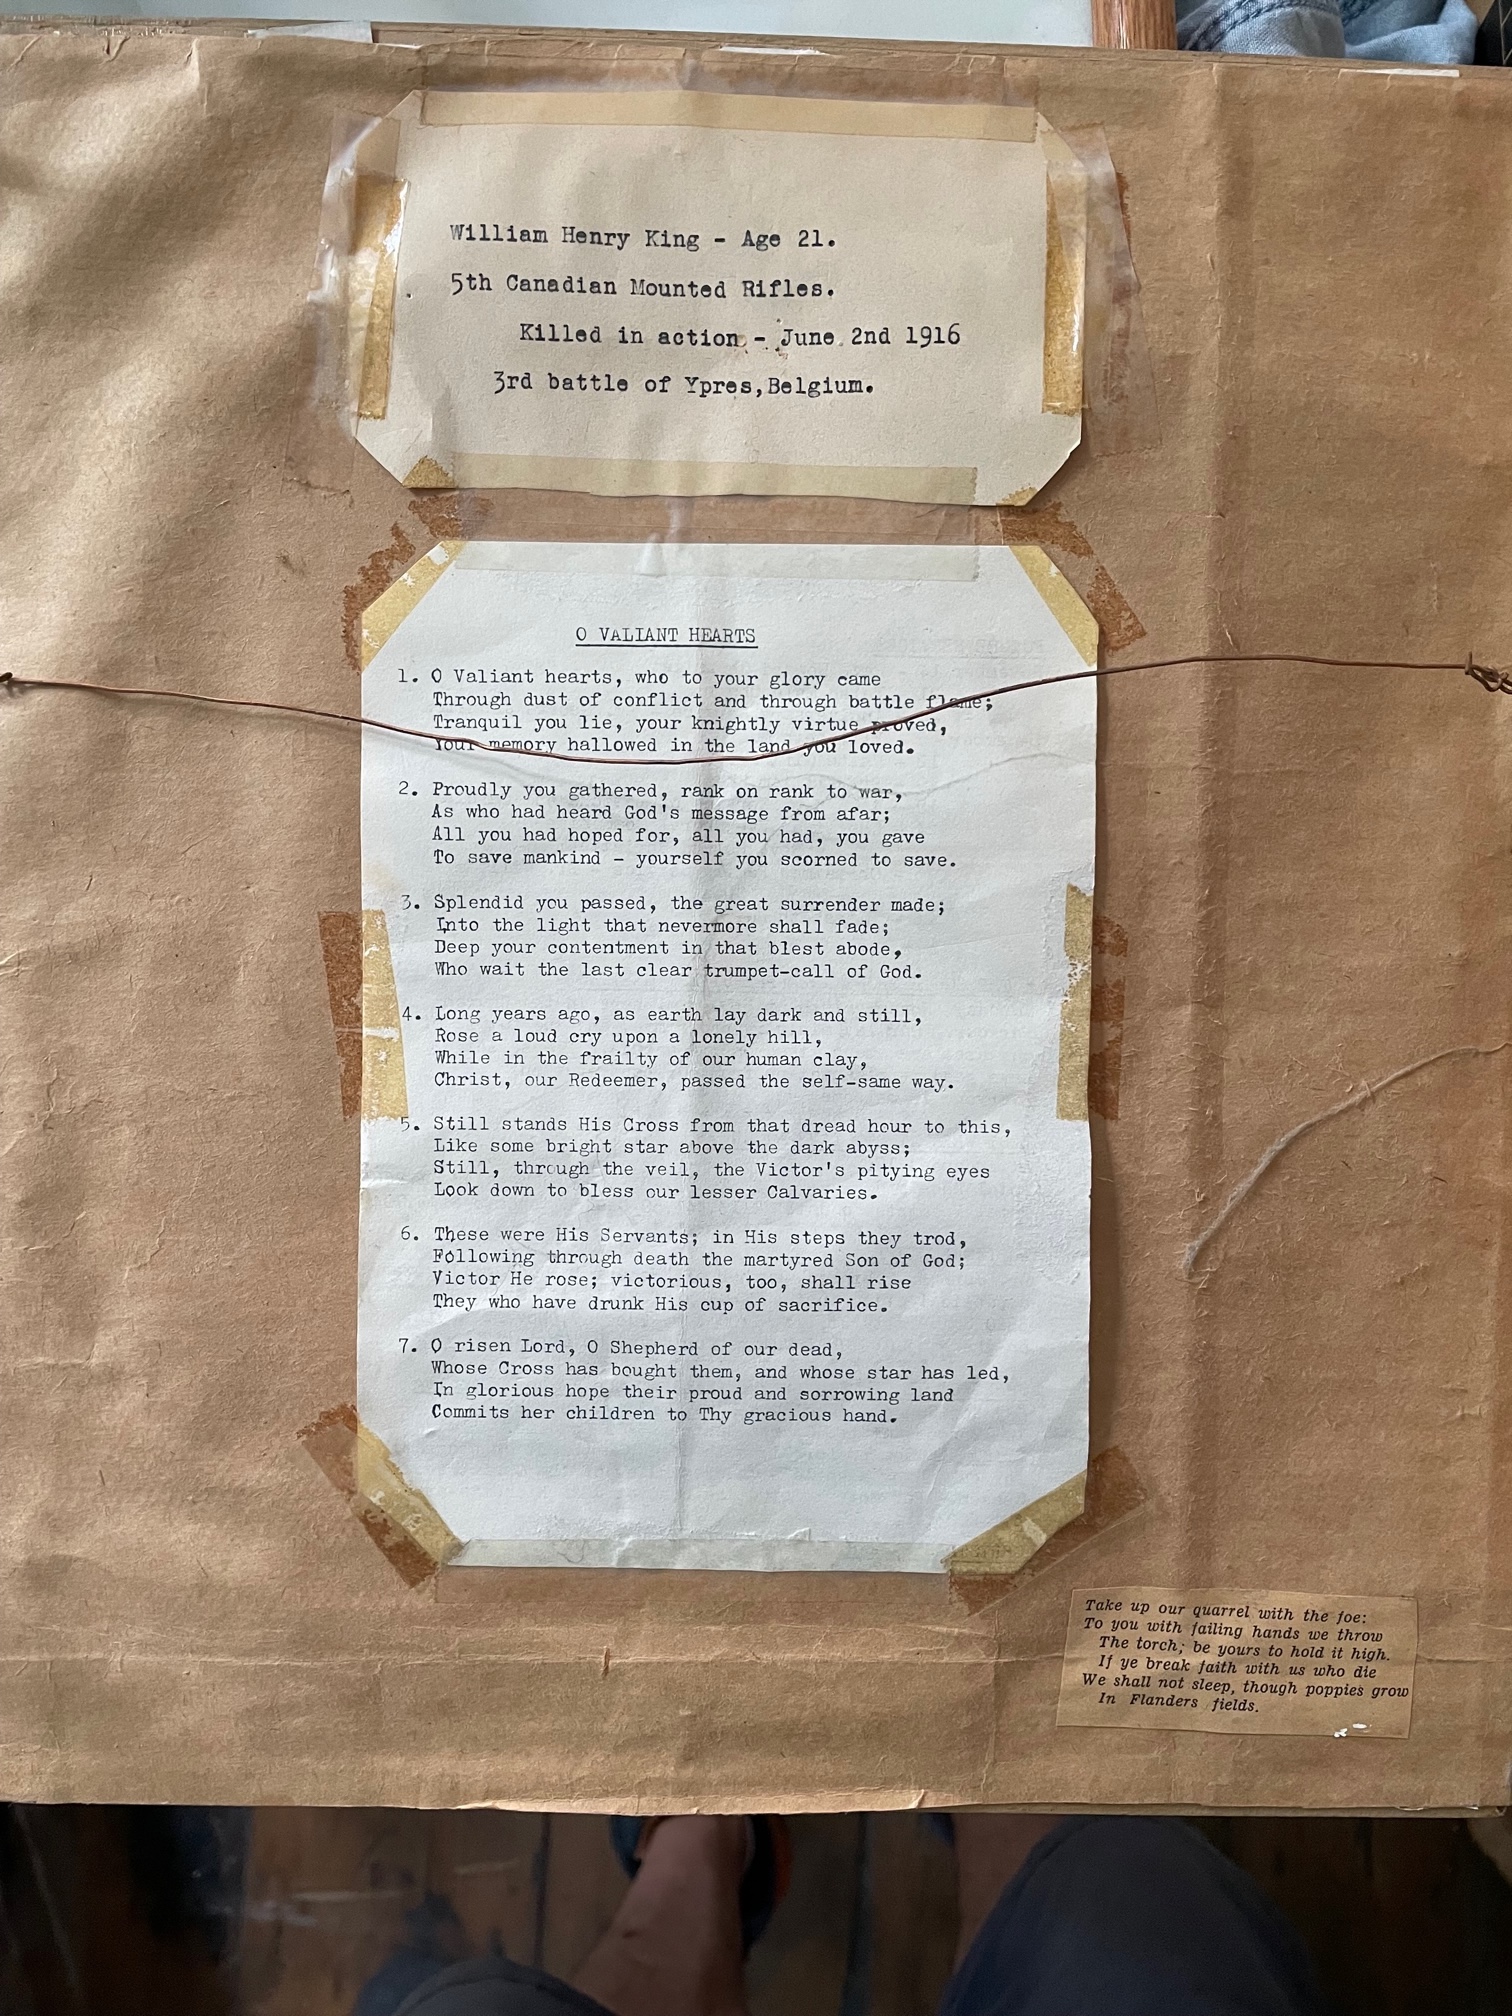 William Henry King - Age 21.
5th Canadian Mounted Rifles.
Killed in action - June 2nd 1916
3rd battle of Ypres,Belgium.
O VALIANT HEARTS
1. O Valiant hearts, who to your glory came
Through dust of conflict and through battle flame;
Tranquil you lie, your knightly virtue proved,
Your memory hallowed in the land you loved.
2. Proudly you gathered, rank on rank to war,
As who had heard God's message from afar;
All you had hoped for, all you had, you gave
To save mankind - yourself you scorned to save.
3. Splendid you passed, the great surrender made;
Into the light that nevermore shall fade;
Deep your contentment in that blest abode,
Who wait the last clear trumpet-call of God.
4. Long years ago, as earth lay dark and still,
Rose a loud cry upon a lonely hill,
While in the frailty of our human clay,
Christ, our Redeemer, passed the self-same way.
5. Still stands His Cross from that dread hour to this,
Like some bright star above the dark abyss;
Still, through the veil, the Victor's pitying eyes
Look down to bless our lesser Calvaries.
6. These were His Servants; in His steps they trod,
Following through death the martyred Son of God;
Victor He rose; victorious, too, shall rise
They who have drunk His cup of sacrifice.
7. O risen Lord, O Shepherd of our dead,
Whose Cross has bought them, and whose star has led,
In glorious hope their proud and sorrowing land
Commits her children to Thy gracious hand.
Take up our quarrel with the foe:
To you with failing hands we throw
The torch; be yours to hold it high.
If ye break faith with us who die
We shall not sleep, though poppies grow
In Flanders fields.